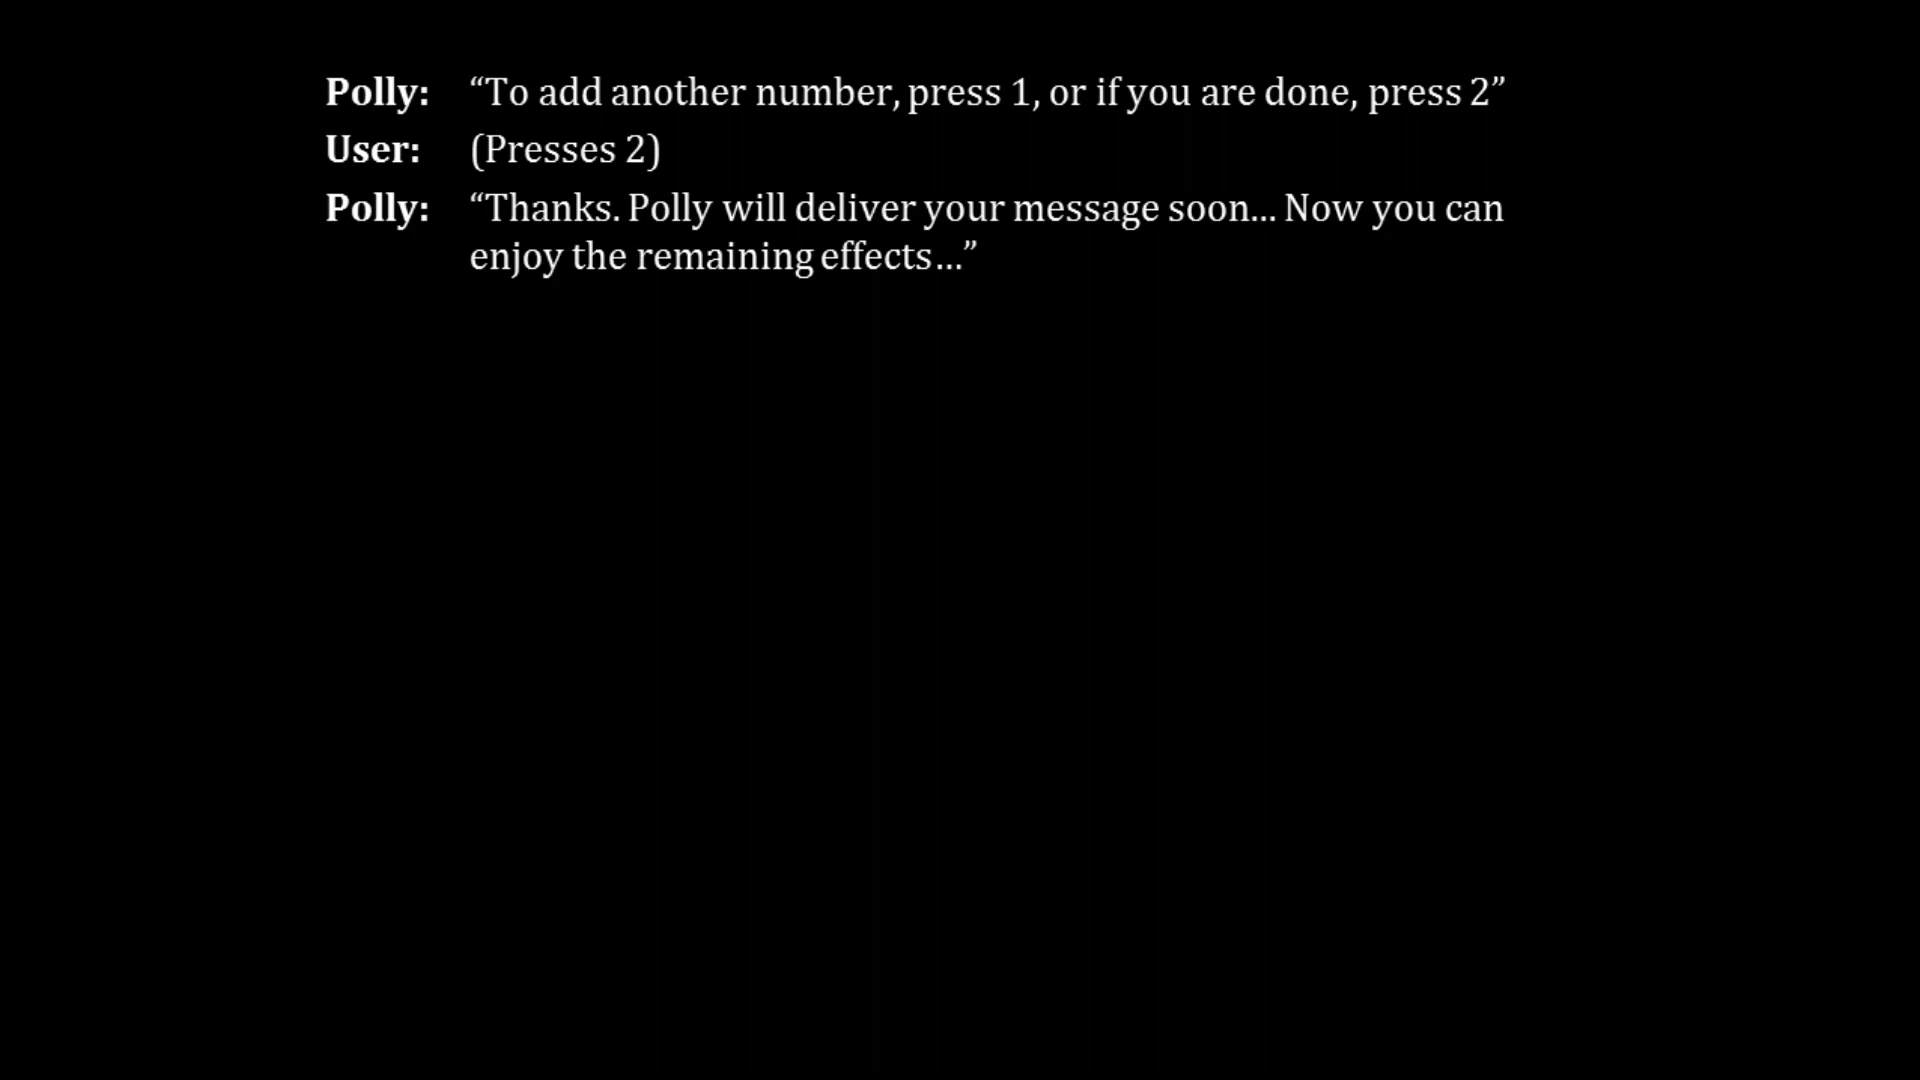 Polly: “To add another number, press 1, or if you are done, press 2”
User: (Presses 2)
Polly: “Thanks. Polly will deliver your message soon... Now you can
enjoy the remaining effects…”